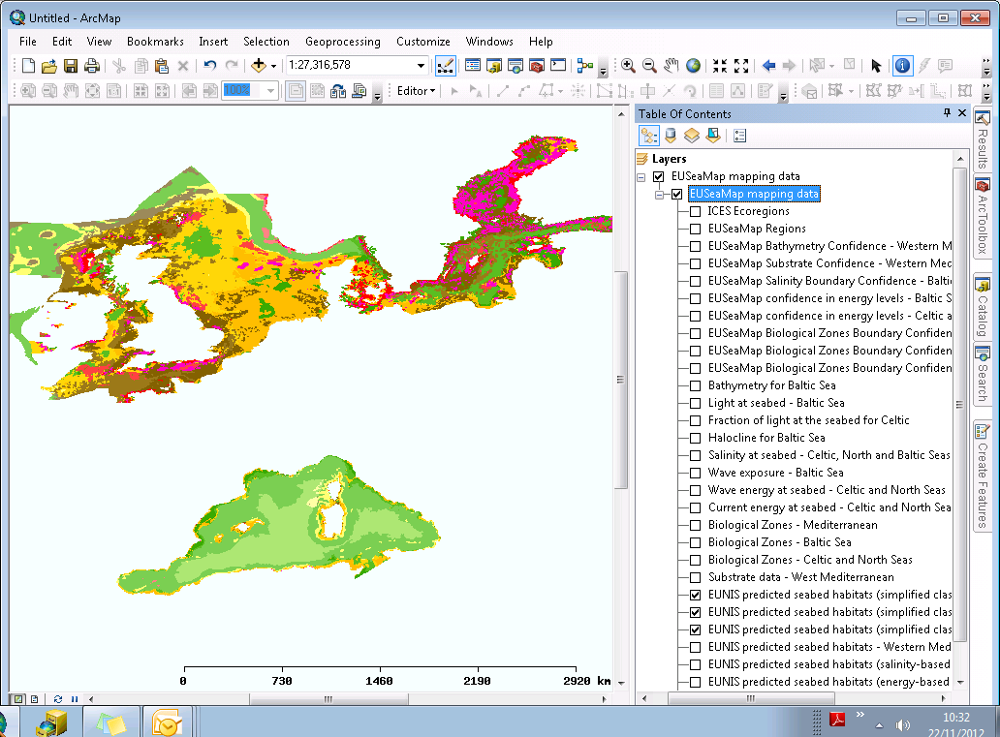 Untitled - ArcMap
File Edit View Bookmarks Insert Selection Geoprocessing Customize Windows Help
1:27,316,578
100% Editor
Table Of Contents
Layers
EUSeaMap mapping data
EUSeaMap mapping data
ICES Ecoregions
EUSeaMap Regions
EUSeaMap Bathymetry Confidence - Western M
EUSeaMap Substrate Confidence - Western Med
EUSeaMap Salinity Boundary Confidence - Balti
EUSeaMap confidence in energy levels - Baltic S
EUSeaMap confidence in energy levels - Celtic a
EUSeaMap Biological Zones Boundary Confiden
EUSeaMap Biological Zones Boundary Confiden
EUSeaMap Biological Zones Boundary Confiden
Bathymetry for Baltic Sea
Light at seabed - Baltic Sea
Fraction of light at the seabed for Celtic
Halocline for Baltic Sea
Salinity at seabed - Celtic, North and Baltic Seas
Wave exposure - Baltic Sea
Wave energy at seabed - Celtic and North Seas
Current energy at seabed - Celtic and North Sea
Biological Zones - Mediterranean
Biological Zones - Baltic Sea
Biological Zones - Celtic and North Seas
Substrate data - West Mediterranean
EUNIS predicted seabed habitats (simplified clas
EUNIS predicted seabed habitats (simplified clas
EUNIS predicted seabed habitats (simplified clas
EUNIS predicted seabed habitats - Western Med
EUNIS predicted seabed habitats (salinity-based
EUNIS predicted seabed habitats (energy-based
Results
ArcToolbox
Catalog
Search
Create Features
0 730 1460 2190 2920 km
10:32
22/11/2012